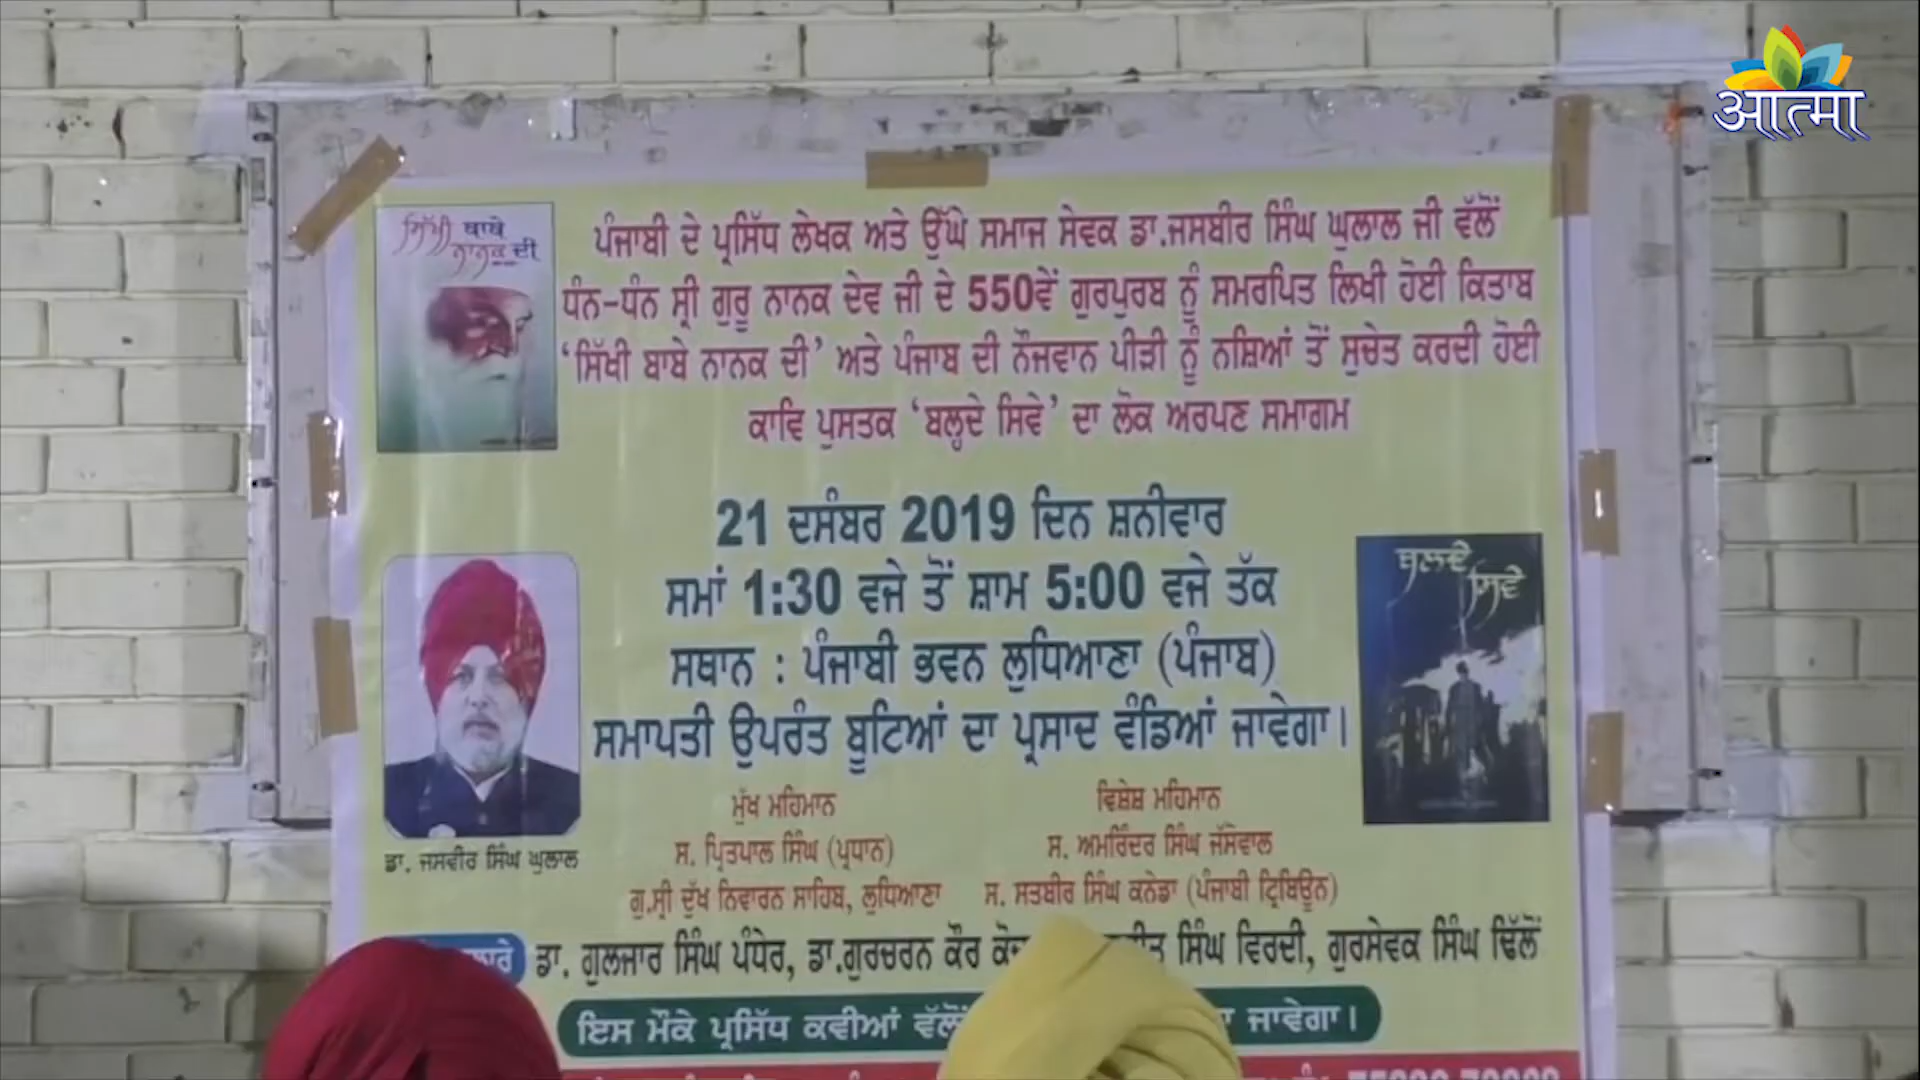 आत्मा
ਸਿੱਖੀ ਬਾਬੇ
ਨਾਨਕ ਦੀ
ਪੰਜਾਬੀ ਦੇ ਪ੍ਰਸਿੱਧ ਲੇਖਕ ਅਤੇ ਉੱਘੇ ਸਮਾਜ ਸੇਵਕ ਡਾ.ਜਸਬੀਰ ਸਿੰਘ ਘੁਲਾਲ ਜੀ ਵੱਲੋਂ
ਧੰਨ-ਧੰਨ ਸ੍ਰੀ ਗੁਰੂ ਨਾਨਕ ਦੇਵ ਜੀ ਦੇ 550ਵੇਂ ਗੁਰਪੁਰਬ ਨੂੰ ਸਮਰਪਿਤ ਲਿਖੀ ਹੋਈ ਕਿਤਾਬ
‘ਸਿੱਖੀ ਬਾਬੇ ਨਾਨਕ ਦੀ’ ਅਤੇ ਪੰਜਾਬ ਦੀ ਨੌਜਵਾਨ ਪੀੜੀ ਨੂੰ ਨਸ਼ਿਆਂ ਤੋਂ ਸੁਚੇਤ ਕਰਦੀ ਹੋਈ
ਕਾਵਿ ਪੁਸਤਕ ‘ਬਲ੍ਹਦੇ ਸਿਵੇ’ ਦਾ ਲੋਕ ਅਰਪਣ ਸਮਾਗਮ
21 ਦਸੰਬਰ 2019 ਦਿਨ ਸ਼ਨੀਵਾਰ
ਸਮਾਂ 1:30 ਵਜੇ ਤੋਂ ਸ਼ਾਮ 5:00 ਵਜੇ ਤੱਕ
ਸਥਾਨ : ਪੰਜਾਬੀ ਭਵਨ ਲੁਧਿਆਣਾ (ਪੰਜਾਬ)
ਸਮਾਪਤੀ ਉਪਰੰਤ ਬੂਟਿਆਂ ਦਾ ਪ੍ਰਸਾਦ ਵੰਡਿਆਂ ਜਾਵੇਗਾ।
ਬਲਦੇ
ਸਿਵੇ
ਡਾ. ਜਸਵੀਰ ਸਿੰਘ ਘੁਲਾਲ
ਮੁੱਖ ਮਹਿਮਾਨ
ਸ. ਪ੍ਰਿਤਪਾਲ ਸਿੰਘ (ਪ੍ਰਧਾਨ)
ਗੁ.ਸ੍ਰੀ ਦੁੱਖ ਨਿਵਾਰਨ ਸਾਹਿਬ, ਲੁਧਿਆਣਾ
ਵਿਸ਼ੇਸ਼ ਮਹਿਮਾਨ
ਸ. ਅਮਰਿੰਦਰ ਸਿੰਘ ਜੱਸੋਵਾਲ
ਸ. ਸਤਬੀਰ ਸਿੰਘ ਕਨੇਡਾ (ਪੰਜਾਬੀ ਟ੍ਰਿਬਿਊਨ)
ਡਾ. ਗੁਲਜਾਰ ਸਿੰਘ ਪੰਧੇਰ, ਡਾ.ਗੁਰਚਰਨ ਕੌਰ ਸਿੰਘ ਵਿਰਦੀ, ਗੁਰਸੇਵਕ ਸਿੰਘ ਢਿੱਲੋਂ
ਇਸ ਮੌਕੇ ਪ੍ਰਸਿੱਧ ਕਵੀਆਂ ਵੱਲੋਂ ਜਾਵੇਗਾ।